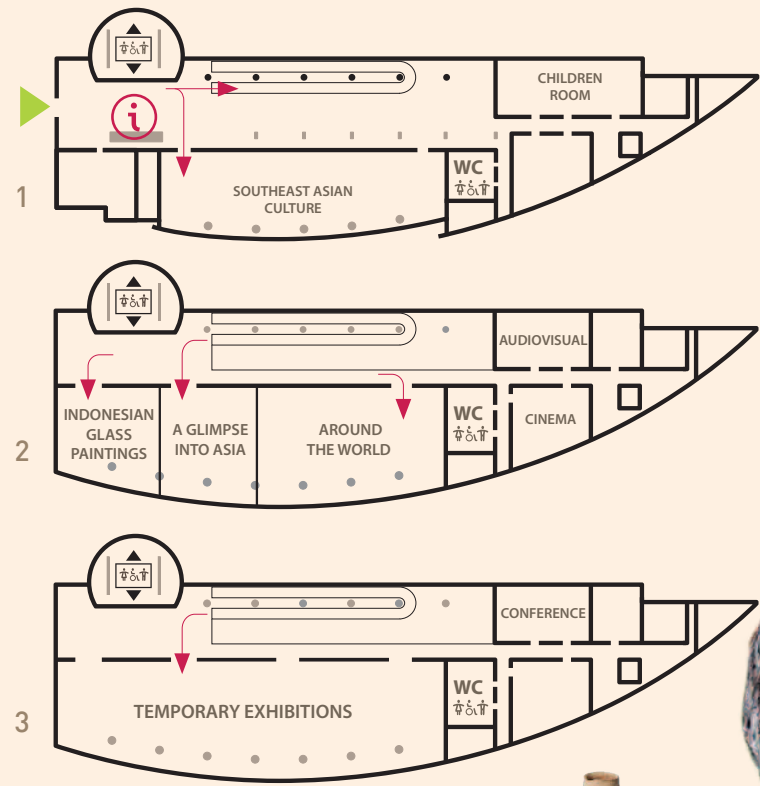 CHILDREN
ROOM
i
WC
1
SOUTHEAST ASIAN
CULTURE
AUDIOVISUAL
INDONESIAN
GLASS
PAINTINGS
A GLIMPSE
INTO ASIA
AROUND
THE WORLD
WC
CINEMA
2
CONFERENCE
WC
TEMPORARY EXHIBITIONS
3